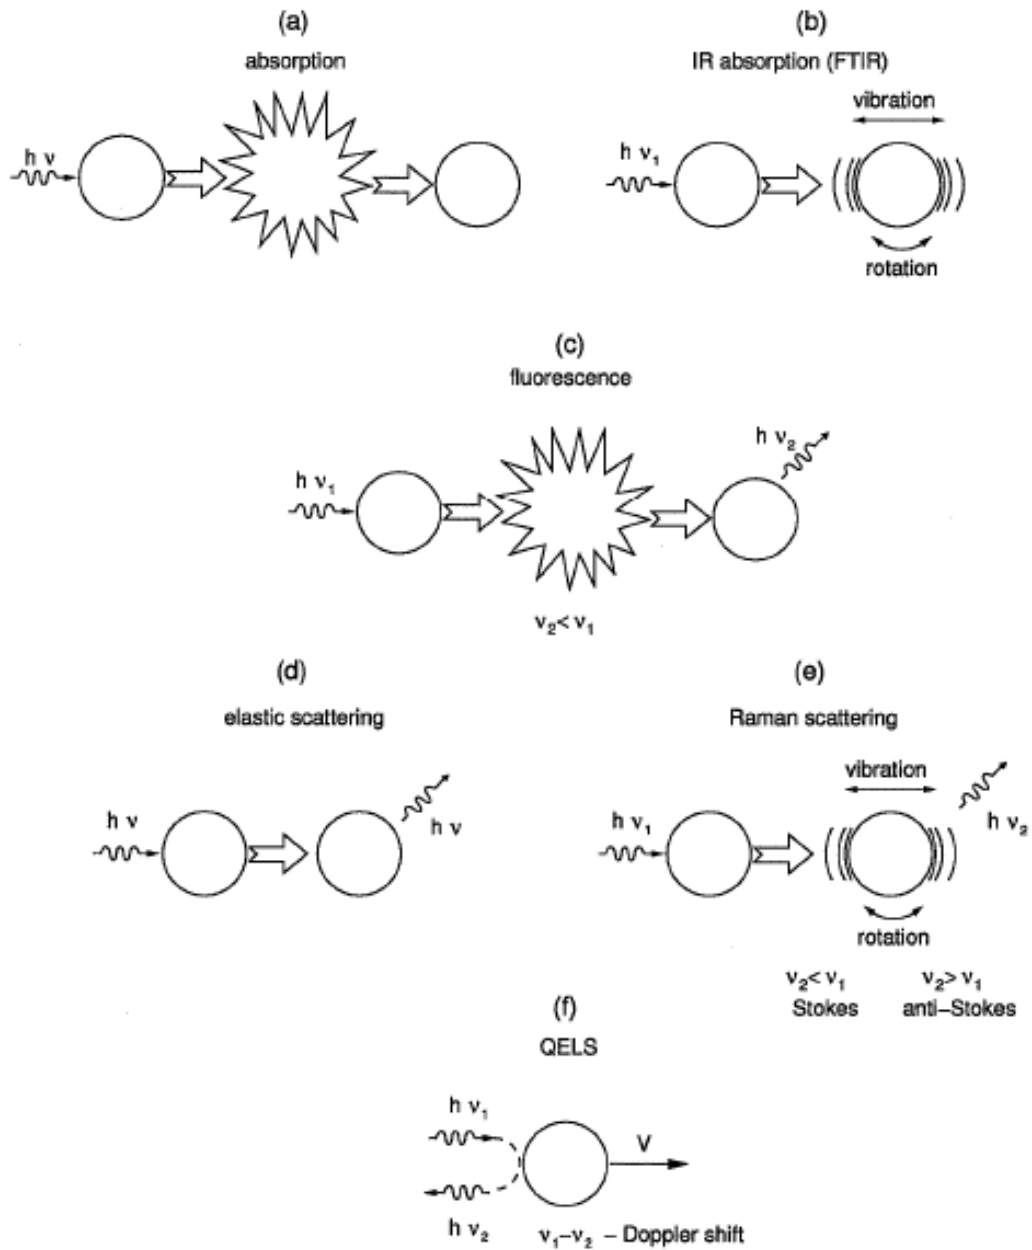 (a)
absorption
h ν
(b)
IR absorption (FTIR)
vibration
h ν₁
rotation
(c)
fluorescence
h ν₁
h ν₂
ν₂< ν₁
(d)
elastic scattering
h ν
h ν
(e)
Raman scattering
vibration
h ν₁
h ν₂
rotation
ν₂< ν₁
Stokes
ν₂> ν₁
anti–Stokes
(f)
QELS
h ν₁
V
h ν₂
ν₁–ν₂ – Doppler shift